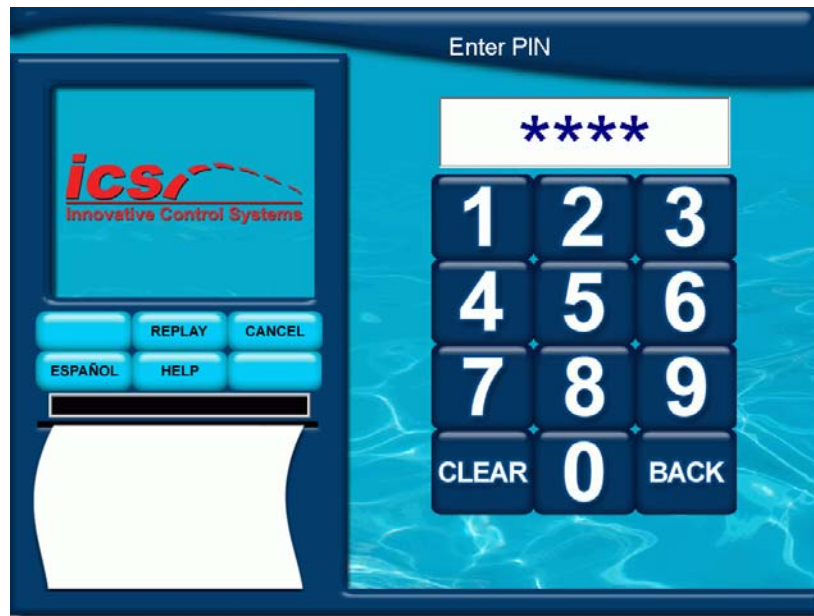 Enter PIN
****
ics
Innovative Control Systems
REPLAY CANCEL
ESPAÑOL HELP
1 2 3
4 5 6
7 8 9
CLEAR 0 BACK